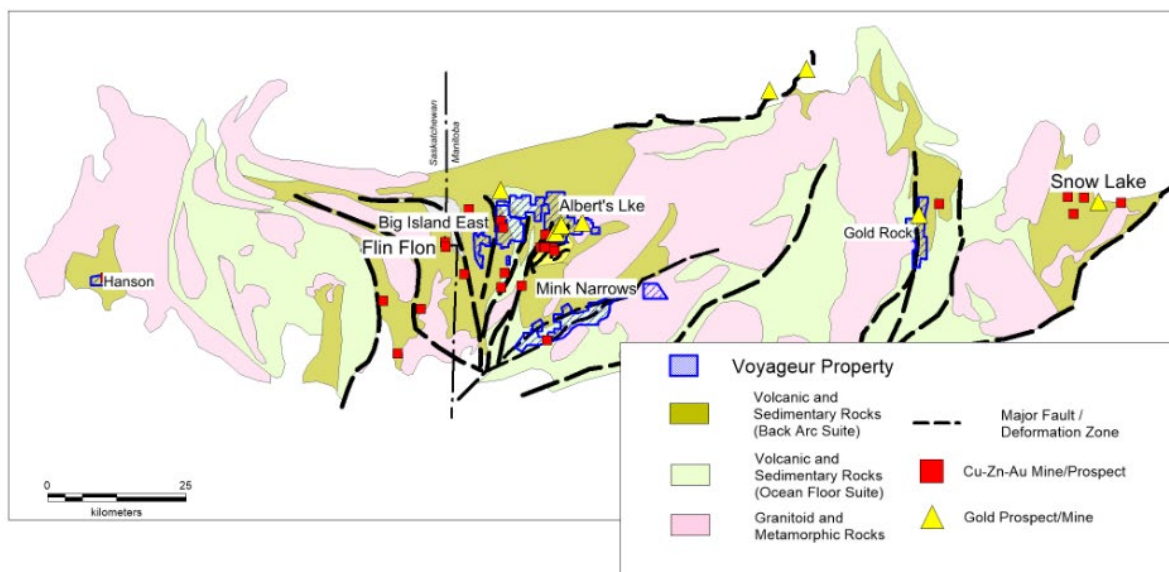 Saskatchewan
Manitoba
Snow Lake
Albert's Lke
Big Island East
Gold Rock
Flin Flon
Hanson
Mink Narrows
Voyageur Property
Volcanic and
Sedimentary Rocks
(Back Arc Suite)
Major Fault /
Deformation Zone
Volcanic and
Sedimentary Rocks
(Ocean Floor Suite)
Cu-Zn-Au Mine/Prospect
Granitoid and
Metamorphic Rocks
Gold Prospect/Mine
0 25
kilometers